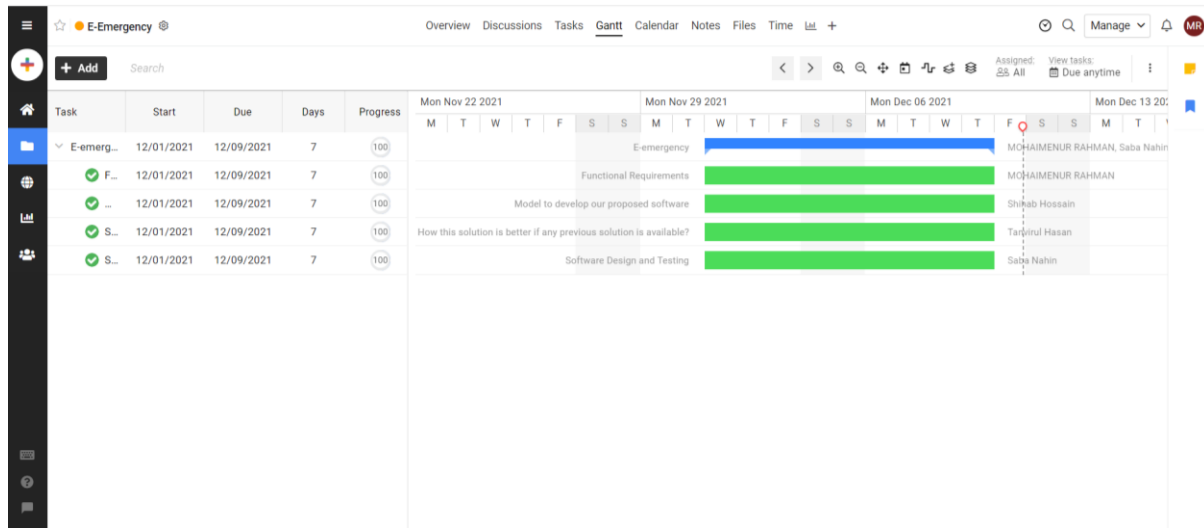 E-Emergency
Overview Discussions Tasks Gantt Calendar Notes Files Time
Manage
MR
+ Add
Search
Assigned:
All
View tasks:
Due anytime
Task Start Due Days Progress
Mon Nov 22 2021 Mon Nov 29 2021 Mon Dec 06 2021 Mon Dec 13 202
M T W T F S S M T W T F S S M T W T F S S M T
E-emerg... 12/01/2021 12/09/2021 7 100 E-emergency MOHAIMENUR RAHMAN, Saba Nahin
F... 12/01/2021 12/09/2021 7 100 Functional Requirements MOHAIMENUR RAHMAN
... 12/01/2021 12/09/2021 7 100 Model to develop our proposed software Shihab Hossain
S... 12/01/2021 12/09/2021 7 100 How this solution is better if any previous solution is available? Tanvirul Hasan
S... 12/01/2021 12/09/2021 7 100 Software Design and Testing Saba Nahin